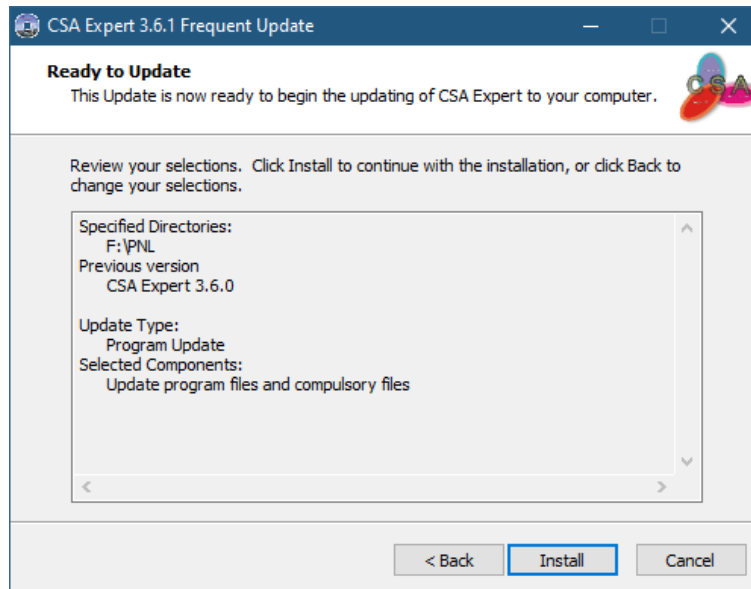 CSA Expert 3.6.1 Frequent Update
Ready to Update
This Update is now ready to begin the updating of CSA Expert to your computer.
CSA
Review your selections.  Click Install to continue with the installation, or click Back to
change your selections.
Specified Directories:
F:\PNL
Previous version
CSA Expert 3.6.0
Update Type:
Program Update
Selected Components:
Update program files and compulsory files
< Back
Install
Cancel